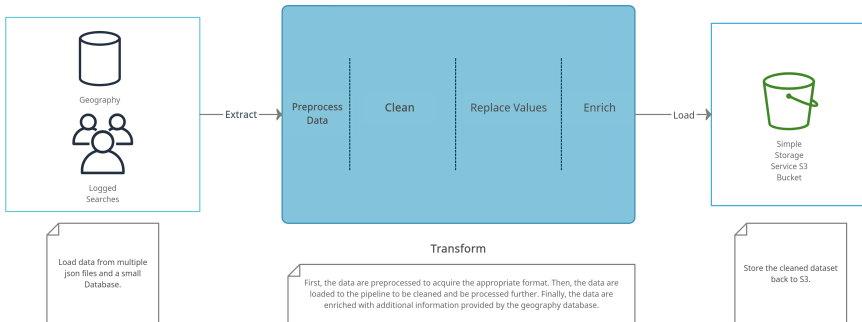 Geography
Logged
Searches
Extract
Preprocess
Data
Clean
Replace Values
Enrich
Load
Simple
Storage
Service S3
Bucket
Load data from multiple
json files and a small
Database.
Transform
First, the data are preprocessed to acquire the appropriate format. Then, the data are
loaded to the pipeline to be cleaned and be processed further. Finally, the data are
enriched with additional information provided by the geography database.
Store the cleaned dataset
back to S3.